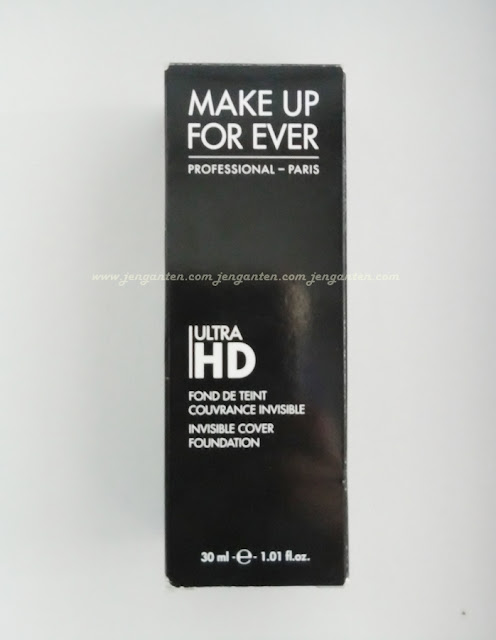 MAKE UP
FOR EVER
PROFESSIONAL – PARIS
www.jenganten.com jenganten.com jenganten.com
ULTRA
HD
FOND DE TEINT
COUVRANCE INVISIBLE
INVISIBLE COVER
FOUNDATION
30 ml - ℮ - 1.01 fl.oz.